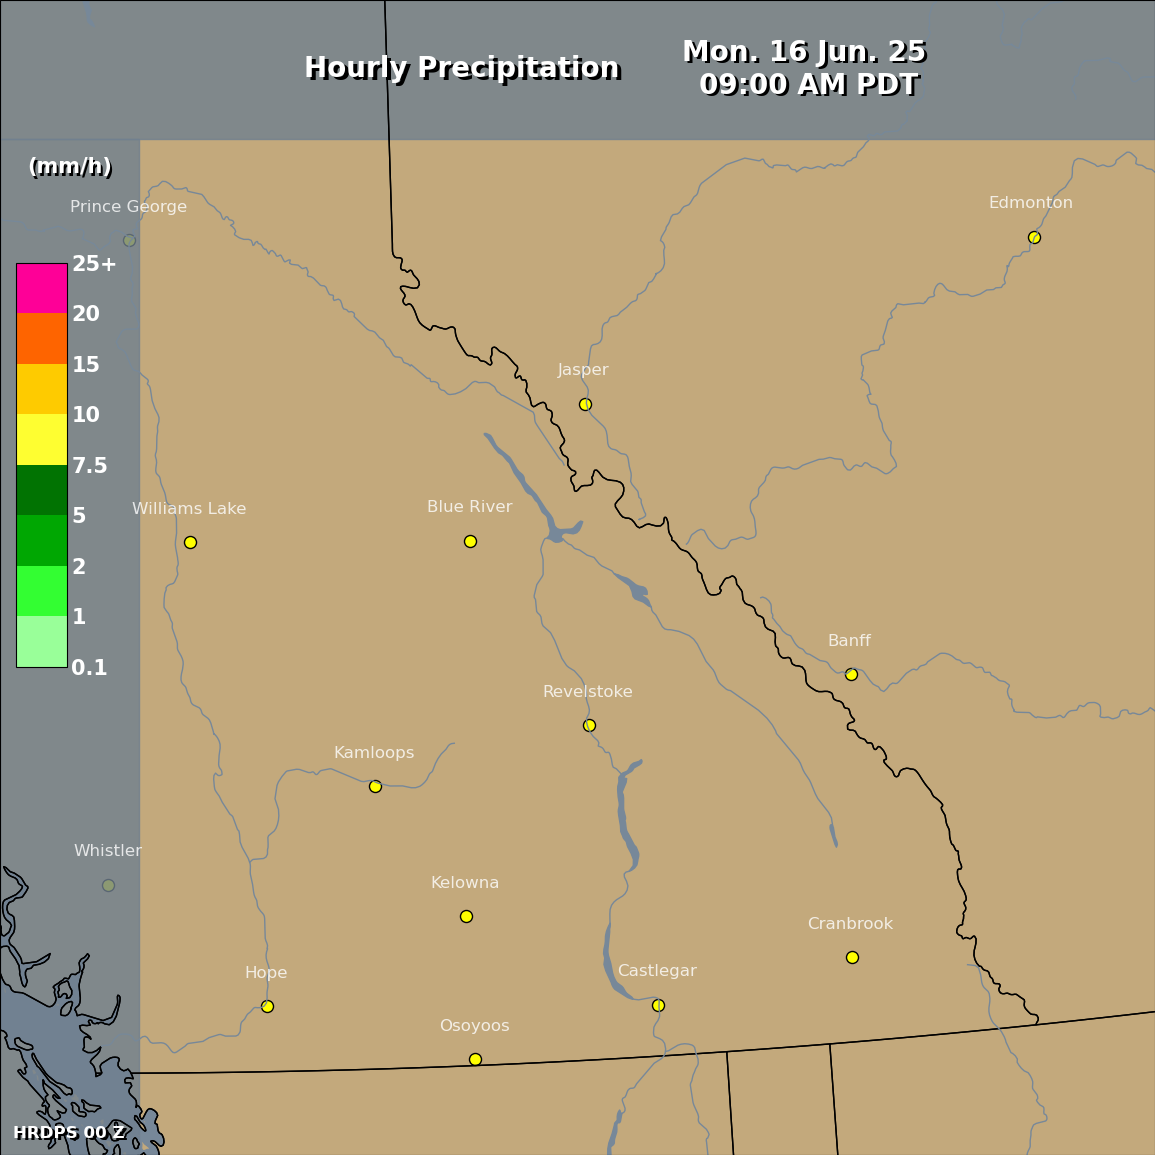 Hourly Precipitation
Mon. 16 Jun. 25
09:00 AM PDT
(mm/h)
Prince George
Edmonton
25+
20
15
10
7.5
5
2
1
0.1
Jasper
Williams Lake
Blue River
Banff
Revelstoke
Kamloops
Whistler
Kelowna
Cranbrook
Hope
Castlegar
Osoyoos
HRDPS 00 Z